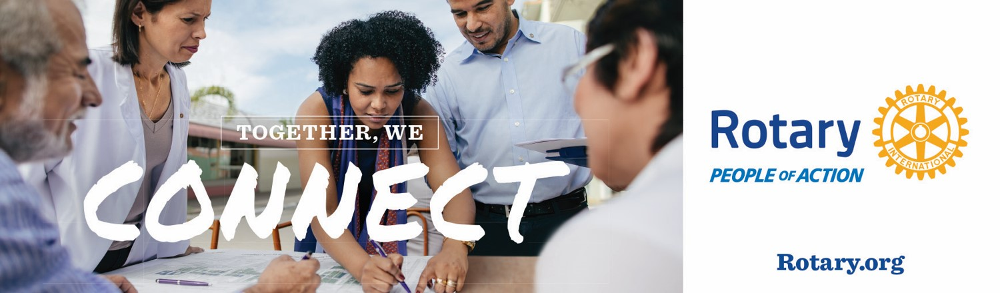 TOGETHER, WE
CONNECT
Rotary
PEOPLE OF ACTION
ROTARY
INTERNATIONAL
Rotary.org